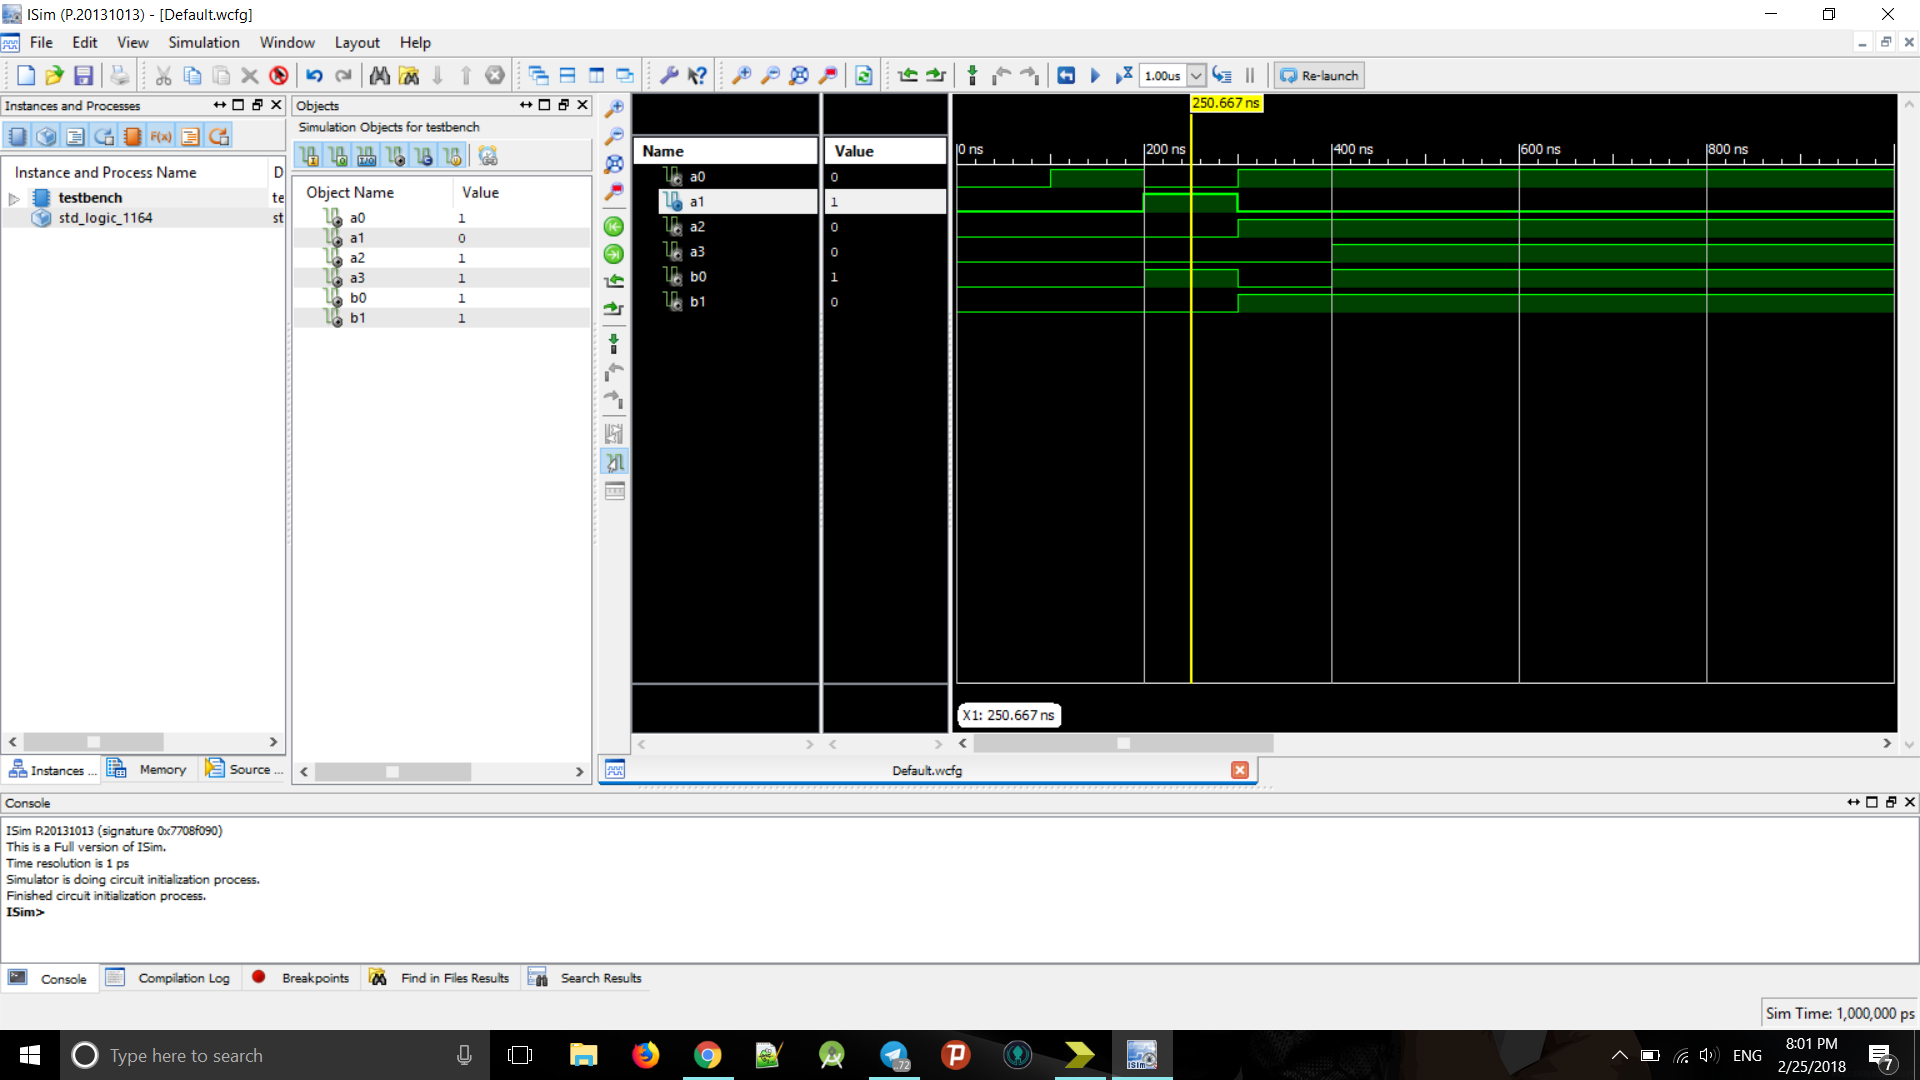 ISim (P.20131013) - [Default.wcfg]
File Edit View Simulation Window Layout Help
1.00us Re-launch
Instances and Processes
F(x)
Instance and Process Name D
testbench te
std_logic_1164 st
Instances ... Memory Source ...
Objects
Simulation Objects for testbench
I O I/O
Object Name Value
a0 1
a1 0
a2 1
a3 1
b0 1
b1 1
250.667 ns
Name Value
0 ns 200 ns 400 ns 600 ns 800 ns
a0 0
a1 1
a2 0
a3 0
b0 1
b1 0
X1: 250.667 ns
Default.wcfg
Console
ISim P.20131013 (signature 0x7708f090)
This is a Full version of ISim.
Time resolution is 1 ps
Simulator is doing circuit initialization process.
Finished circuit initialization process.
ISim>
Console Compilation Log Breakpoints Find in Files Results Search Results
Sim Time: 1,000,000 ps
Type here to search
72
P
ISim
ENG
8:01 PM
2/25/2018
7